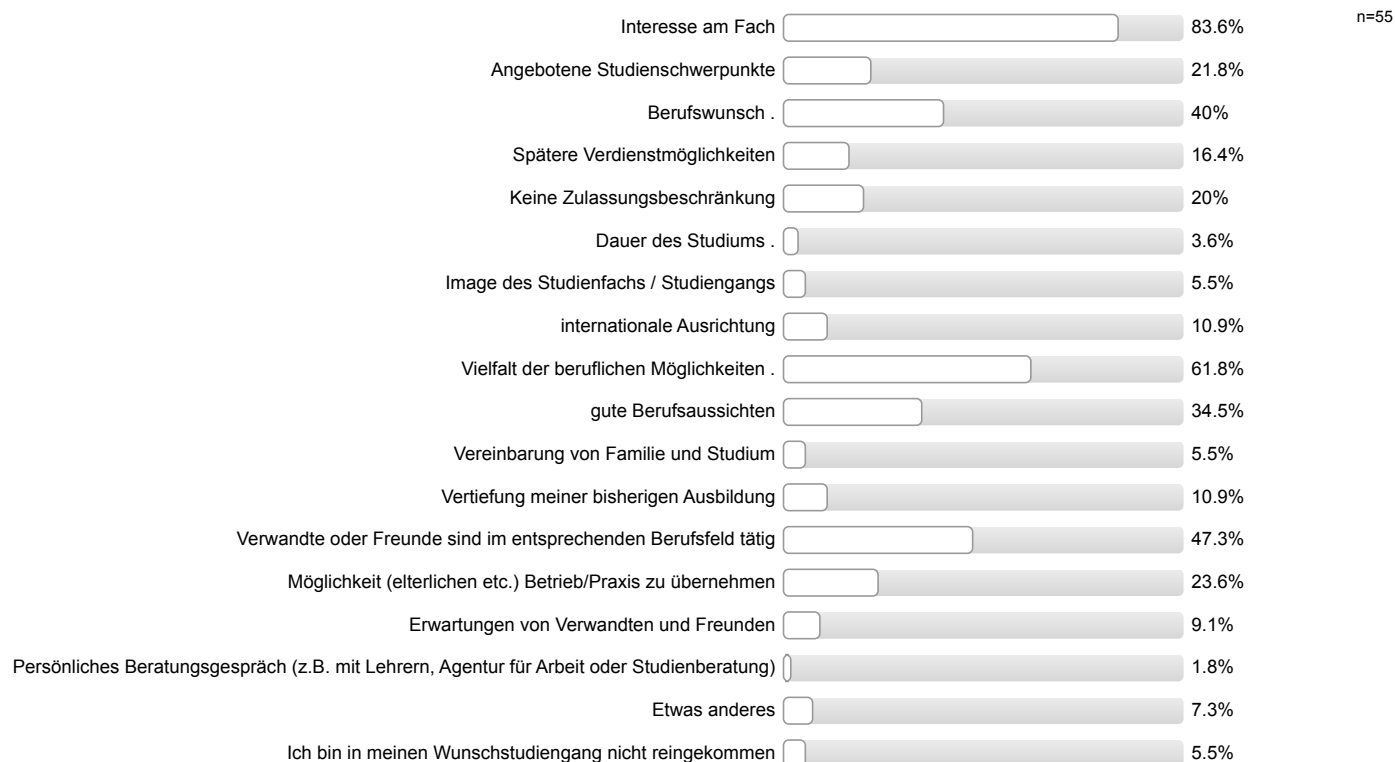 Interesse am Fach 83.6% n=55
Angebotene Studienschwerpunkte 21.8%
Berufswunsch . 40%
Spätere Verdienstmöglichkeiten 16.4%
Keine Zulassungsbeschränkung 20%
Dauer des Studiums . 3.6%
Image des Studienfachs / Studiengangs 5.5%
internationale Ausrichtung 10.9%
Vielfalt der beruflichen Möglichkeiten . 61.8%
gute Berufsaussichten 34.5%
Vereinbarung von Familie und Studium 5.5%
Vertiefung meiner bisherigen Ausbildung 10.9%
Verwandte oder Freunde sind im entsprechenden Berufsfeld tätig 47.3%
Möglichkeit (elterlichen etc.) Betrieb/Praxis zu übernehmen 23.6%
Erwartungen von Verwandten und Freunden 9.1%
Persönliches Beratungsgespräch (z.B. mit Lehrern, Agentur für Arbeit oder Studienberatung) 1.8%
Etwas anderes 7.3%
Ich bin in meinen Wunschstudiengang nicht reingekommen 5.5%